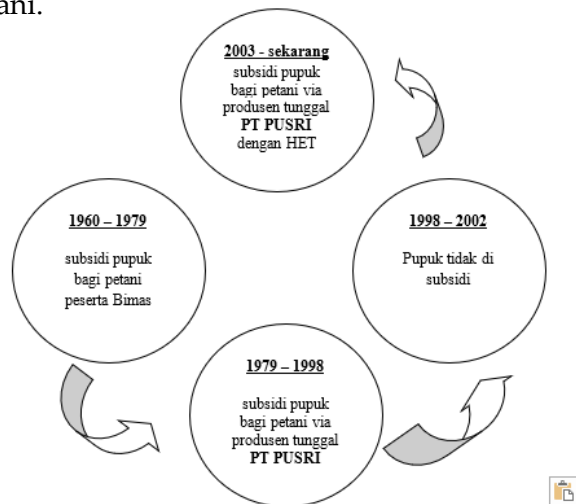 ani.
2003 - sekarang
subsidi pupuk
bagi petani via
produsen tunggal
PT PUSRI
dengan HET
1960 – 1979
subsidi pupuk
bagi petani
peserta Bimas
1998 – 2002
Pupuk tidak di
subsidi
1979 – 1998
subsidi pupuk
bagi petani via
produsen tunggal
PT PUSRI